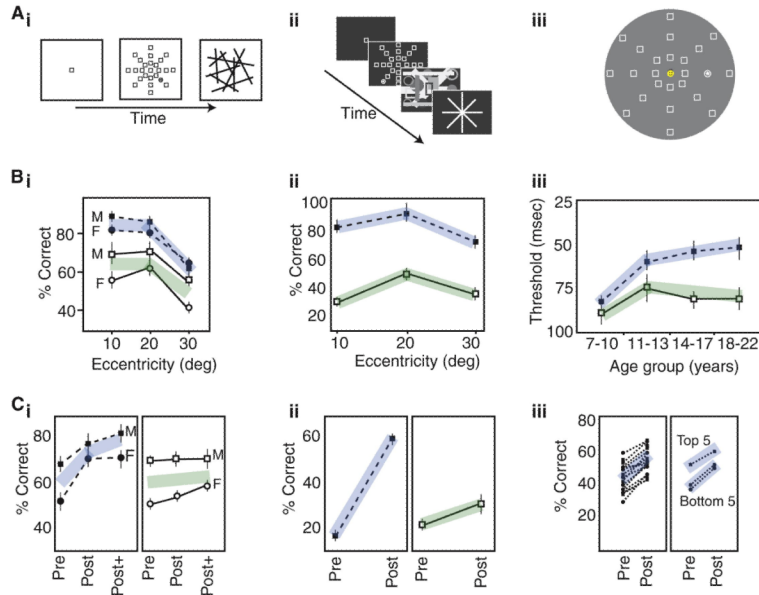 A i
ii
iii
Time
Time
B i
ii
iii
% Correct
80
60
40
M
F
M
F
10 20 30
Eccentricity (deg)
% Correct
100
80
60
40
20
10 20 30
Eccentricity (deg)
Threshold (msec)
25
50
75
100
7-10 11-13 14-17 18-22
Age group (years)
C i
ii
iii
% Correct
80
60
40
M
F
M
F
Pre Post Post+
Pre Post Post+
% Correct
60
40
20
Pre Post
Pre Post
% Correct
80
60
40
20
Top 5
Bottom 5
Pre Post
Pre Post